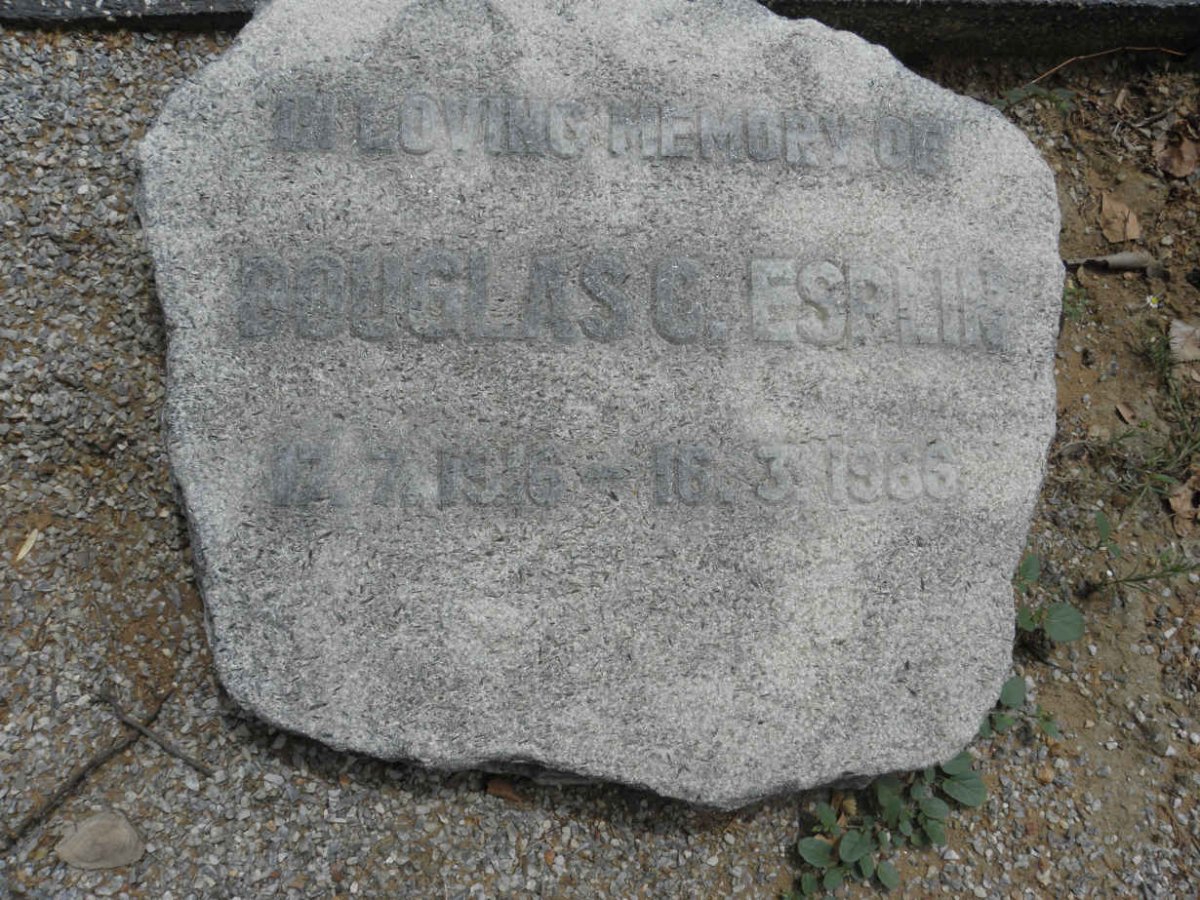 IN LOVING MEMORY OF
DOUGLAS G. ESPLIN
12. 7. 1916 – 16. 3. 1966